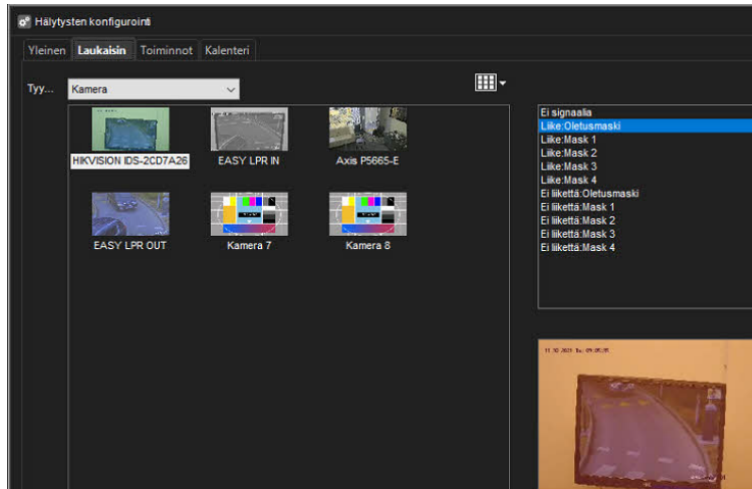 Hälytysten konfigurointi
Yleinen Laukaisin Toiminnot Kalenteri
Tyy... Kamera
HIKVISION IDS-2CD7A26 EASY LPR IN Axis P5665-E
EASY LPR OUT Kamera 7 Kamera 8
Ei signaalia
Liike:Oletusmaski
Liike:Mask 1
Liike:Mask 2
Liike:Mask 3
Liike:Mask 4
Ei liikettä:Oletusmaski
Ei liikettä:Mask 1
Ei liikettä:Mask 2
Ei liikettä:Mask 3
Ei liikettä:Mask 4